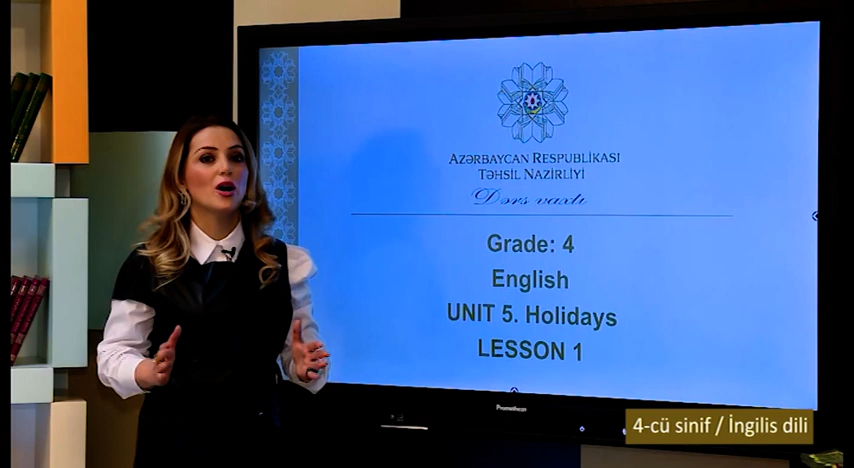 AZƏRBAYCAN RESPUBLİKASI
TƏHSİL NAZİRLİYİ
Dərs vaxtı
Grade: 4
English
UNIT 5. Holidays
LESSON 1
Promethean
4-cü sinif / İngilis dili